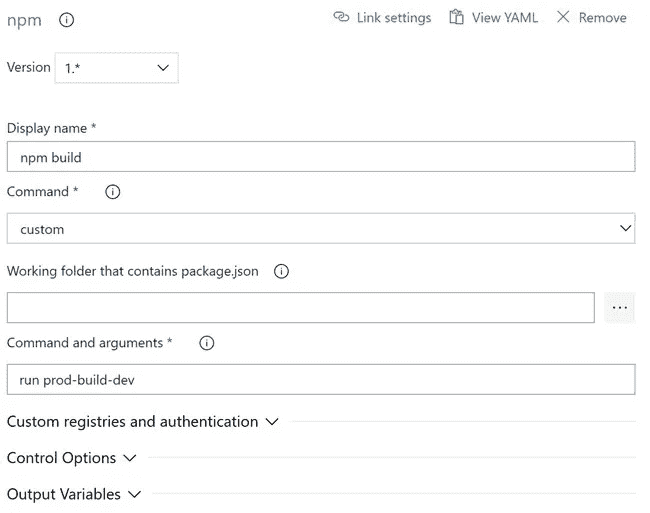 npm Link settings View YAML Remove
Version 1.*
Display name *
npm build
Command *
custom
Working folder that contains package.json
...
Command and arguments *
run prod-build-dev
Custom registries and authentication
Control Options
Output Variables